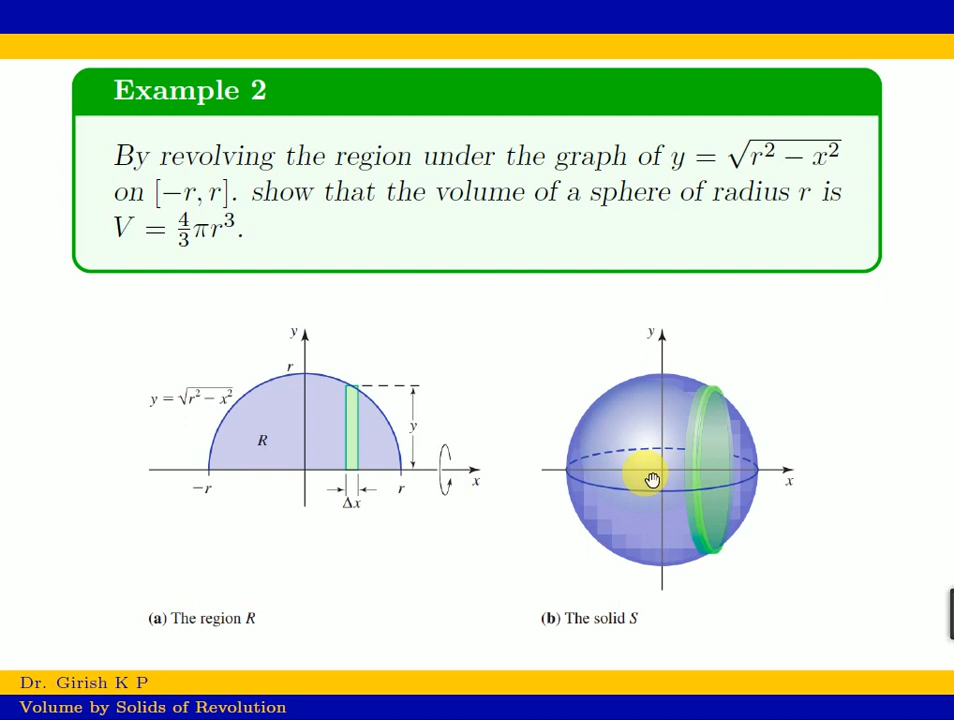 Example 2
By revolving the region under the graph of y = √r² − x²
on [−r, r]. show that the volume of a sphere of radius r is
V = 4/3 πr³.
y
r
y = √r² − x²
R
y
−r
r
x
Δx
y
x
(a) The region R
(b) The solid S
Dr. Girish K P
Volume by Solids of Revolution